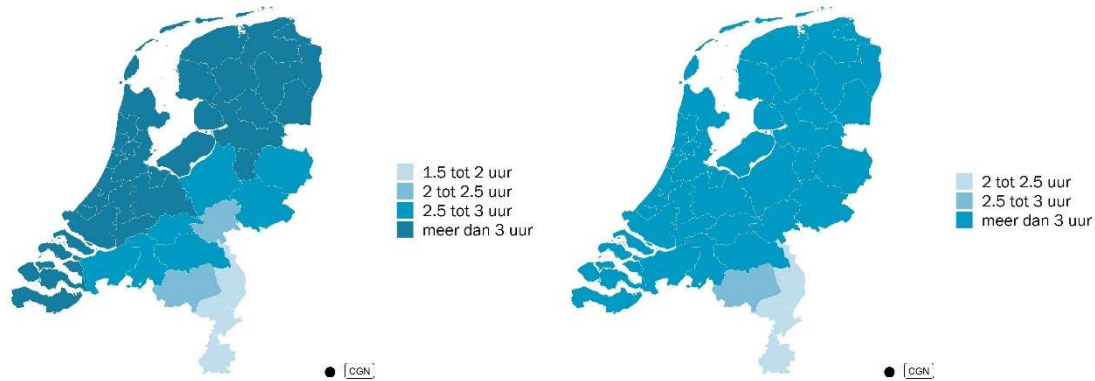 1.5 tot 2 uur
2 tot 2.5 uur
2.5 tot 3 uur
meer dan 3 uur
CGN
2 tot 2.5 uur
2.5 tot 3 uur
meer dan 3 uur
CGN